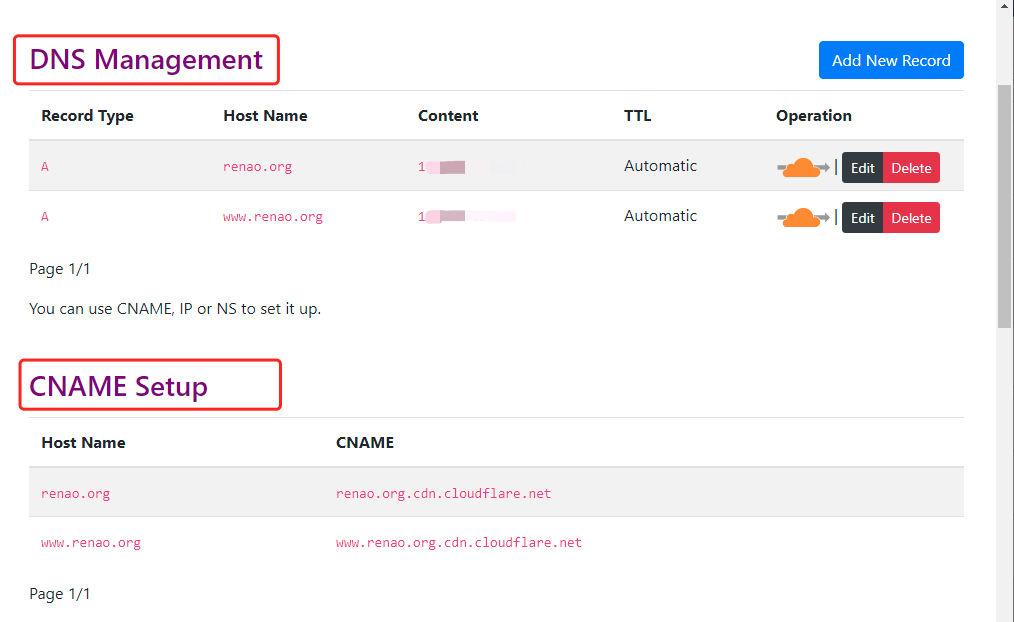 DNS Management
Add New Record
Record Type Host Name Content TTL Operation
A renao.org 1 Automatic | Edit Delete
A www.renao.org 1 Automatic | Edit Delete
Page 1/1
You can use CNAME, IP or NS to set it up.
CNAME Setup
Host Name CNAME
renao.org renao.org.cdn.cloudflare.net
www.renao.org www.renao.org.cdn.cloudflare.net
Page 1/1